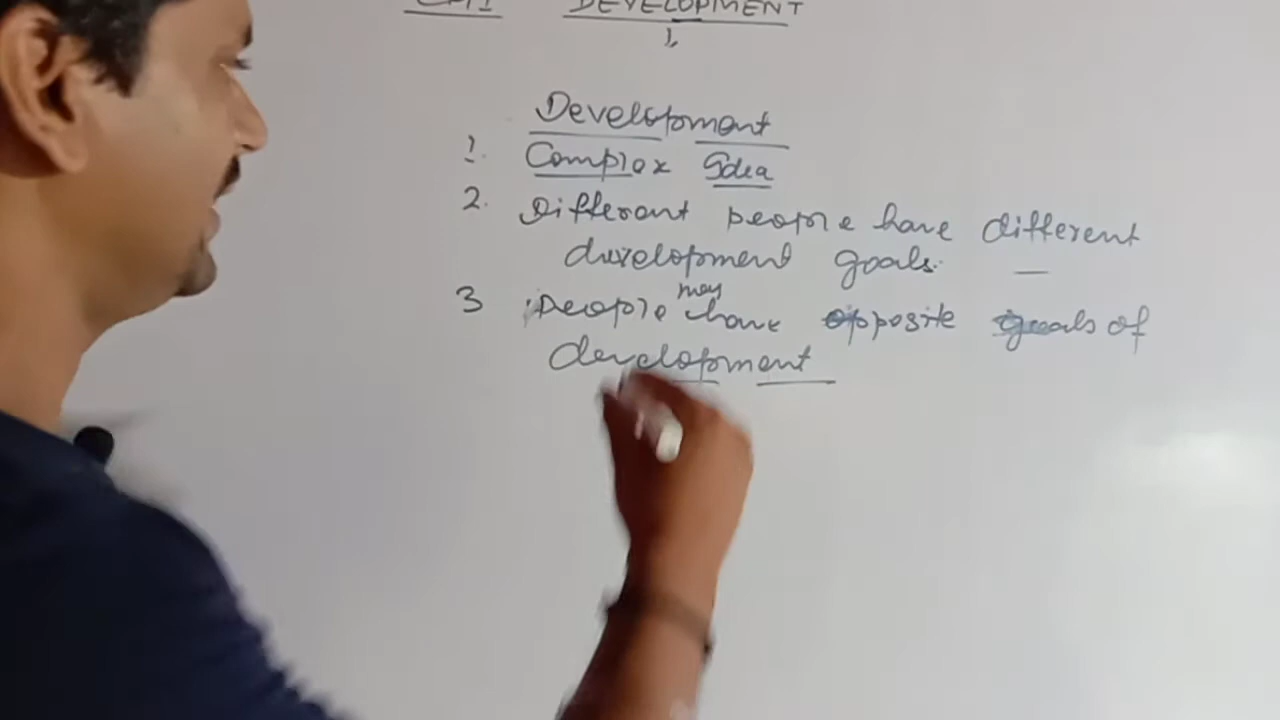 DEVELOPMENT
1,
Development
1. Complex Idea
2. Different people have different
development goals. —
3 people may have opposite goals of
development